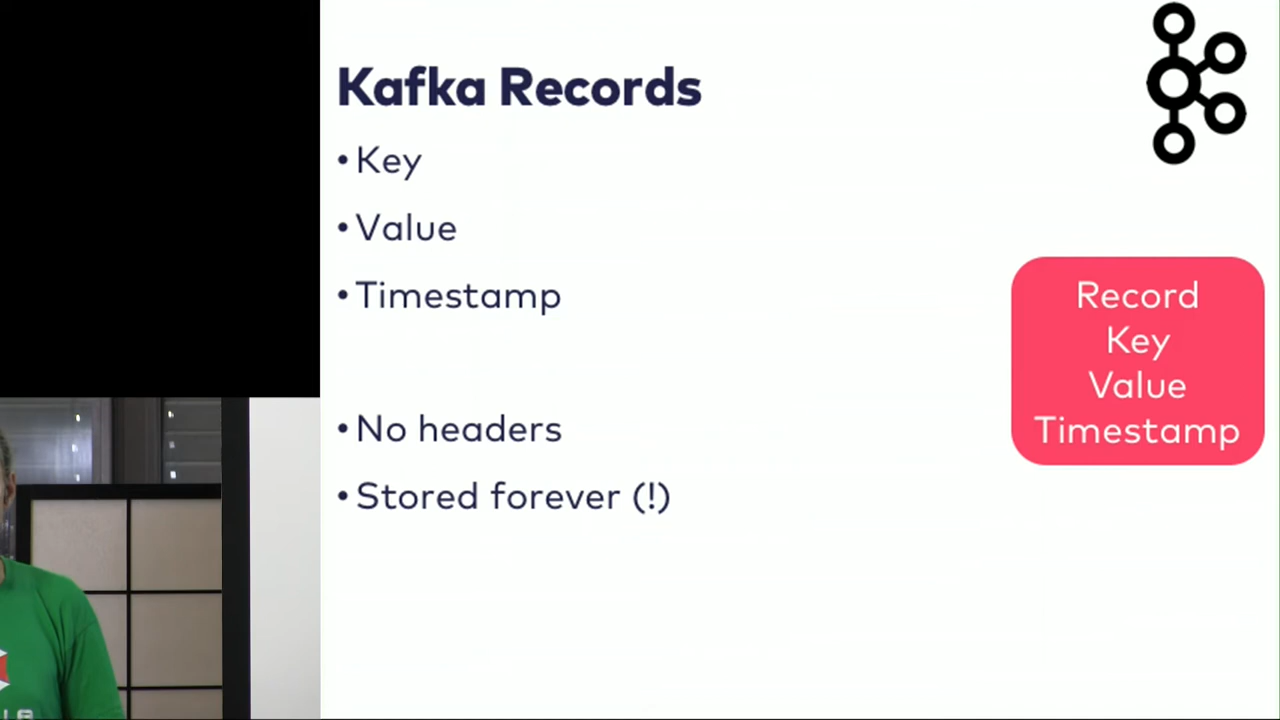 Kafka Records
• Key
• Value
• Timestamp
• No headers
• Stored forever (!)
Record
Key
Value
Timestamp